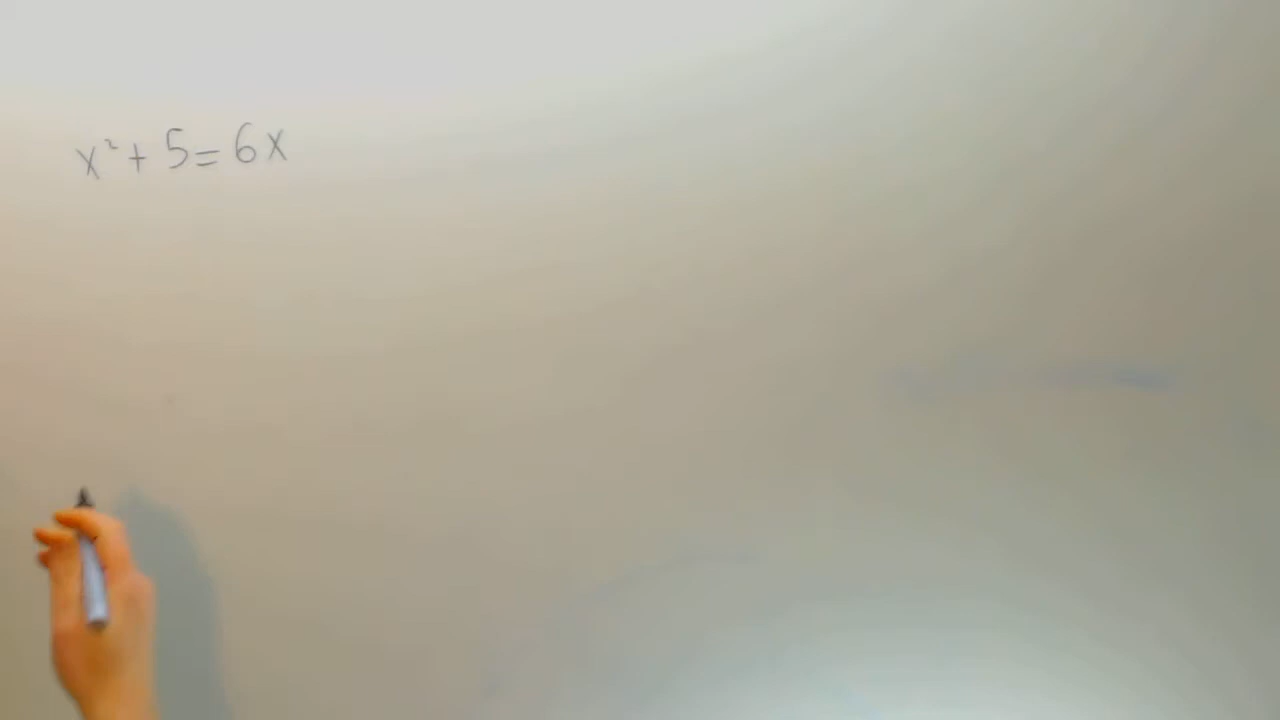 x² + 5 = 6x